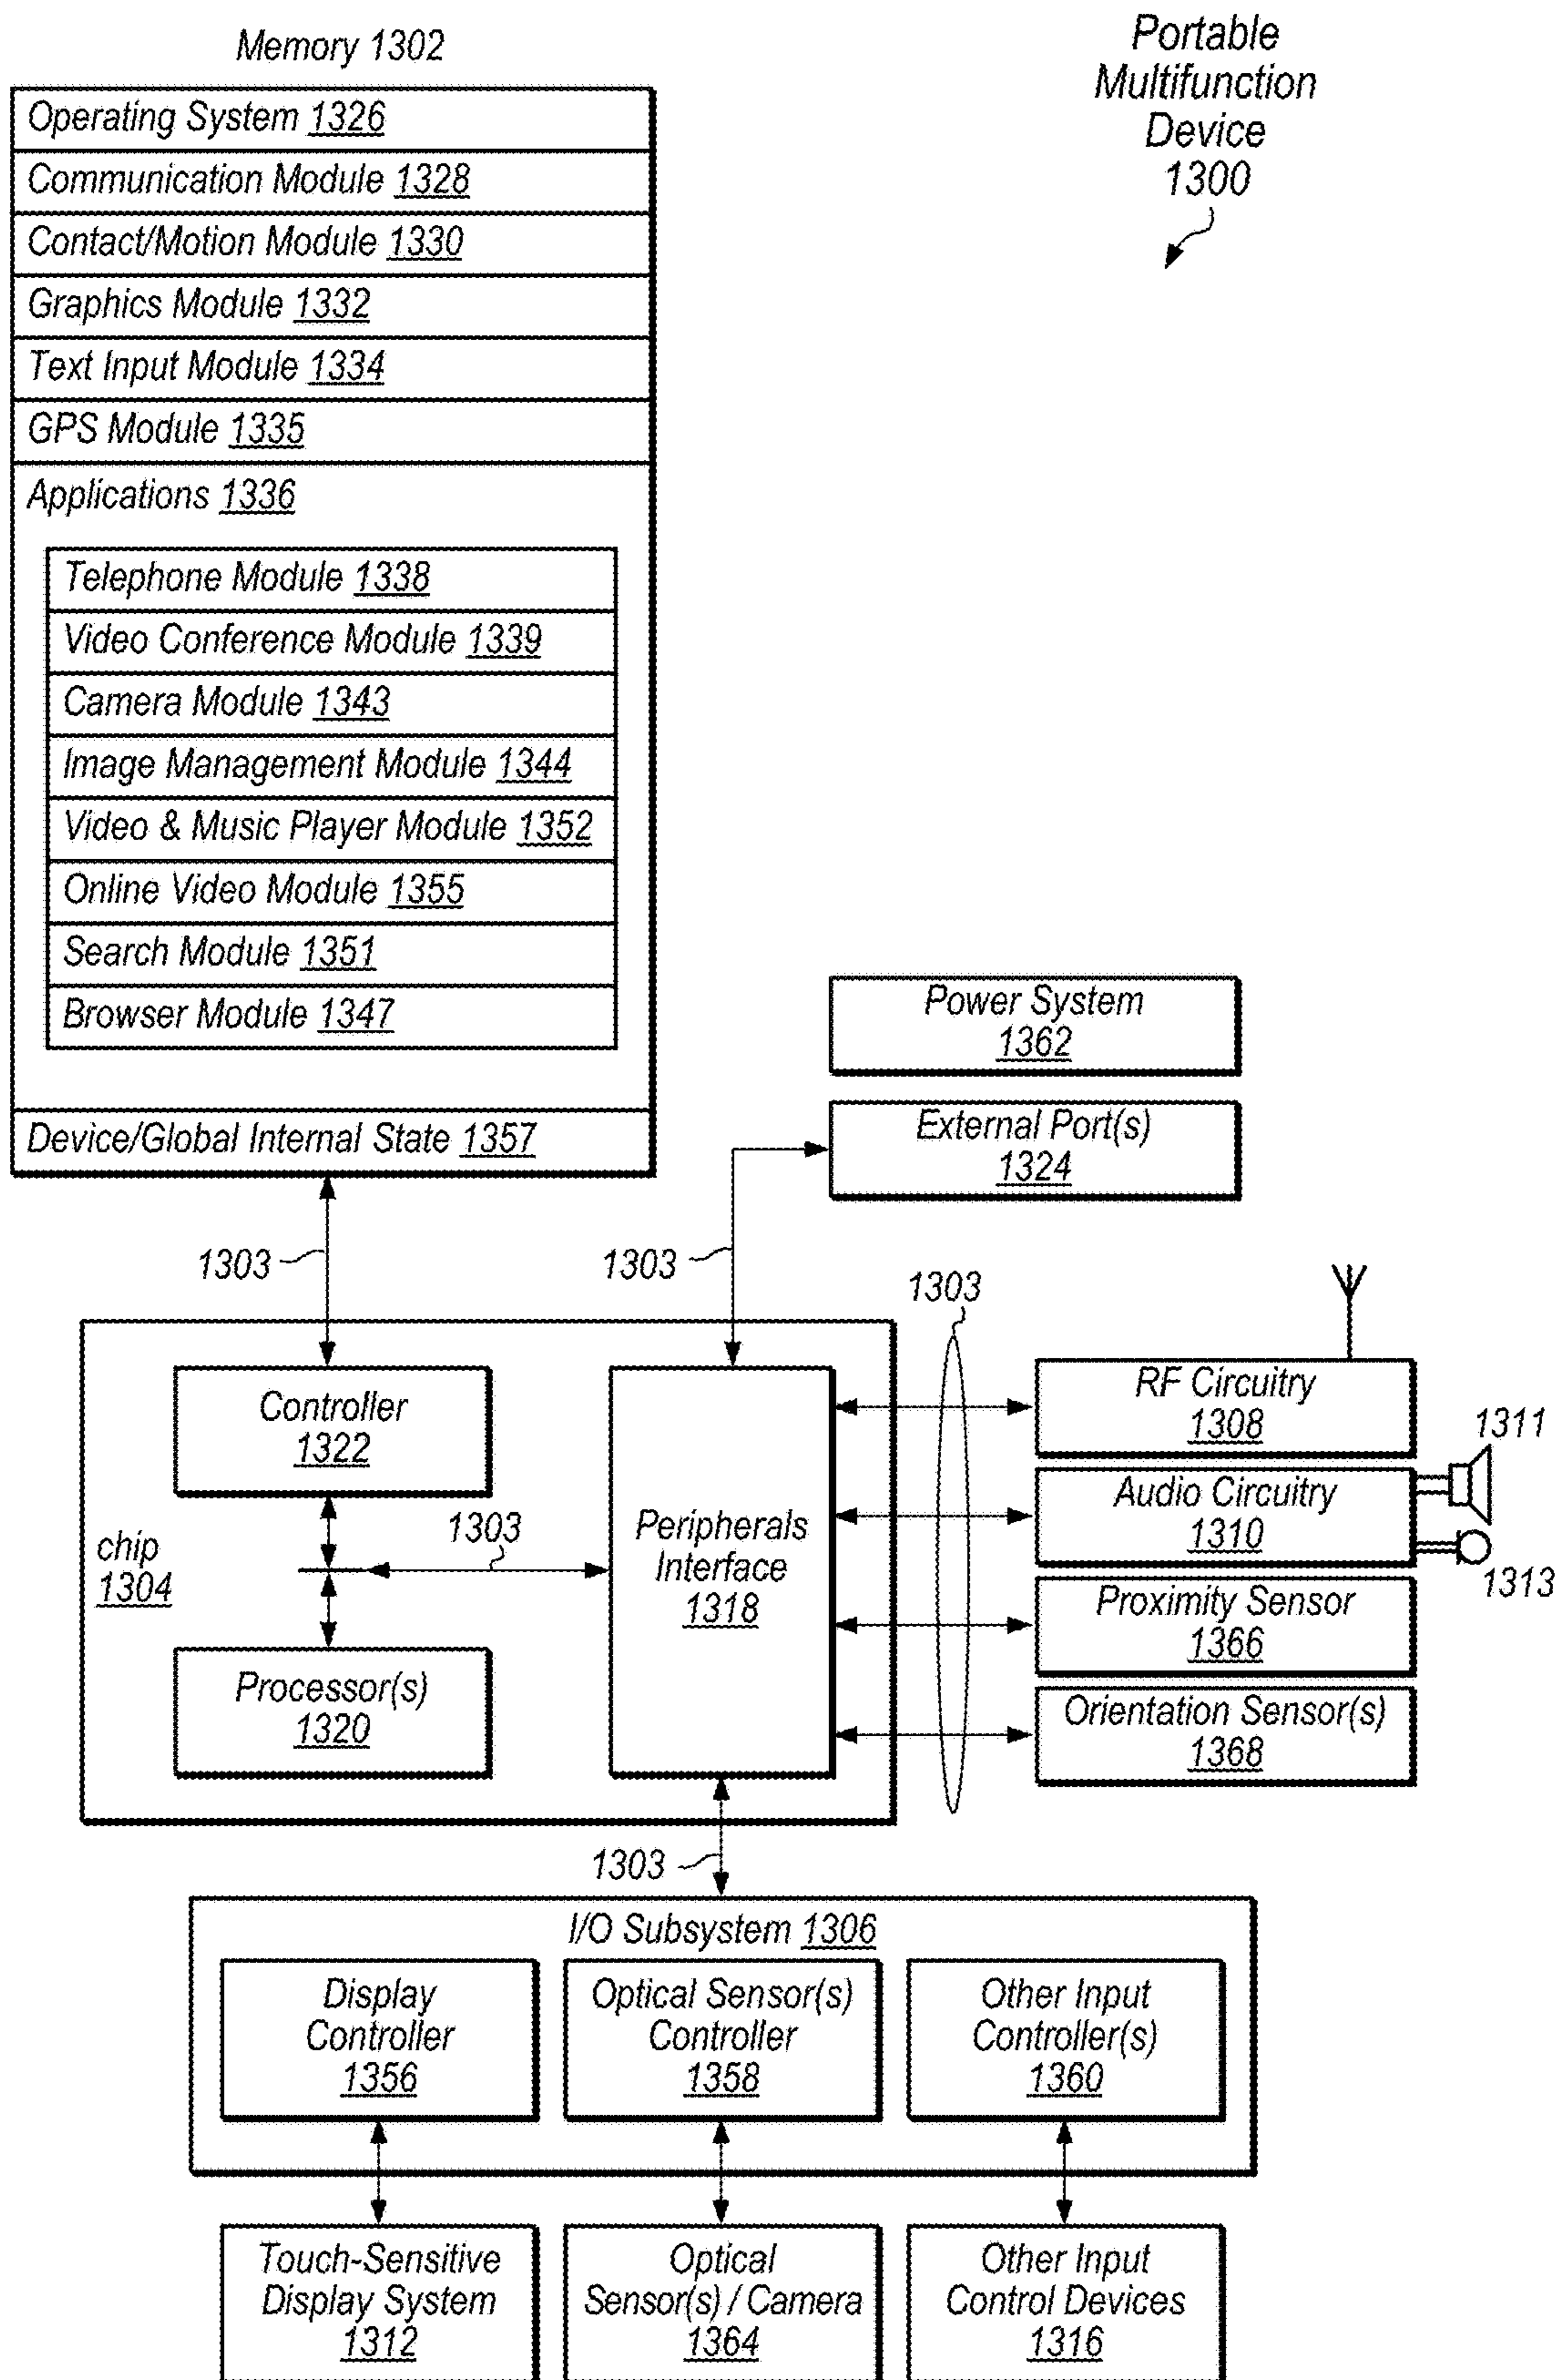 Memory 1302
Portable
Multifunction
Device
1300
Operating System 1326
Communication Module 1328
Contact/Motion Module 1330
Graphics Module 1332
Text Input Module 1334
GPS Module 1335
Applications 1336
Telephone Module 1338
Video Conference Module 1339
Camera Module 1343
Image Management Module 1344
Video & Music Player Module 1352
Online Video Module 1355
Search Module 1351
Browser Module 1347
Device/Global Internal State 1357
Power System
1362
External Port(s)
1324
1303
1303
1303
Controller
1322
chip
1304
1303
Processor(s)
1320
Peripherals
Interface
1318
RF Circuitry
1308
1311
Audio Circuitry
1310
1313
Proximity Sensor
1366
Orientation Sensor(s)
1368
1303
I/O Subsystem 1306
Display
Controller
1356
Optical Sensor(s)
Controller
1358
Other Input
Controller(s)
1360
Touch-Sensitive
Display System
1312
Optical
Sensor(s) / Camera
1364
Other Input
Control Devices
1316